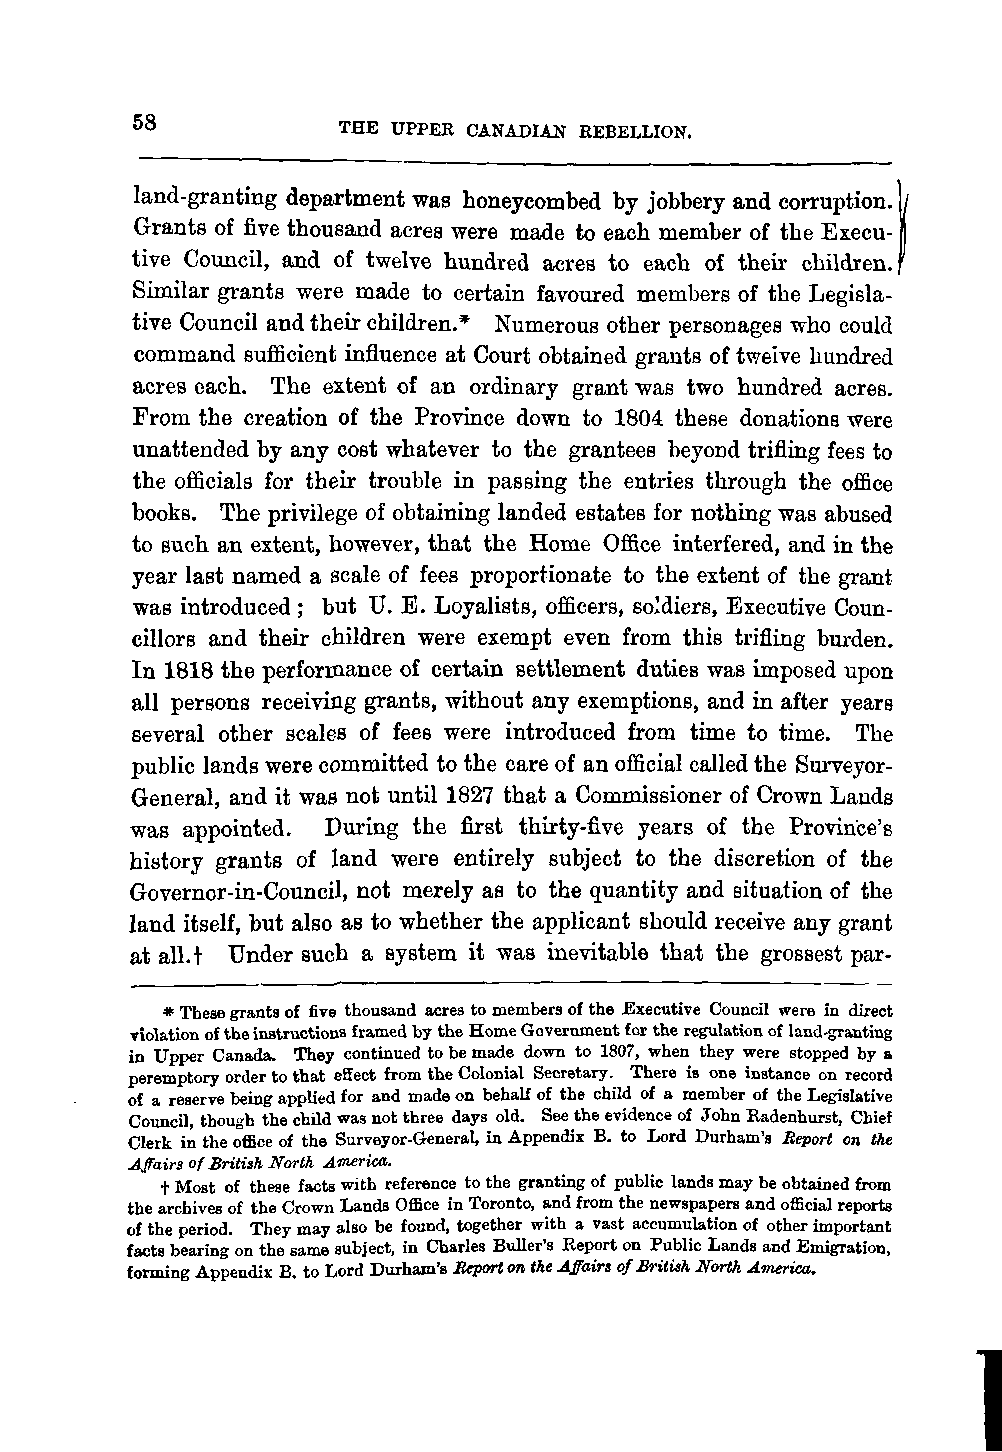 58
THE UPPER CANADIAN REBELLION.
land-granting department was honeycombed by jobbery and corruption.
Grants of five thousand acres were made to each member of the Execu-
tive Council, and of twelve hundred acres to each of their children.
Similar grants were made to certain favoured members of the Legisla-
tive Council and their children.* Numerous other personages who could
command sufficient influence at Court obtained grants of twelve hundred
acres each. The extent of an ordinary grant was two hundred acres.
From the creation of the Province down to 1804 these donations were
unattended by any cost whatever to the grantees beyond trifling fees to
the officials for their trouble in passing the entries through the office
books. The privilege of obtaining landed estates for nothing was abused
to such an extent, however, that the Home Office interfered, and in the
year last named a scale of fees proportionate to the extent of the grant
was introduced; but U. E. Loyalists, officers, soldiers, Executive Coun-
cillors and their children were exempt even from this trifling burden.
In 1818 the performance of certain settlement duties was imposed upon
all persons receiving grants, without any exemptions, and in after years
several other scales of fees were introduced from time to time. The
public lands were committed to the care of an official called the Surveyor-
General, and it was not until 1827 that a Commissioner of Crown Lands
was appointed. During the first thirty-five years of the Province's
history grants of land were entirely subject to the discretion of the
Governor-in-Council, not merely as to the quantity and situation of the
land itself, but also as to whether the applicant should receive any grant
at all.† Under such a system it was inevitable that the grossest par-
* These grants of five thousand acres to members of the Executive Council were in direct
violation of the instructions framed by the Home Government for the regulation of land-granting
in Upper Canada. They continued to be made down to 1807, when they were stopped by a
peremptory order to that effect from the Colonial Secretary. There is one instance on record
of a reserve being applied for and made on behalf of the child of a member of the Legislative
Council, though the child was not three days old. See the evidence of John Radenhurst, Chief
Clerk in the office of the Surveyor-General, in Appendix B. to Lord Durham's Report on the
Affairs of British North America.
† Most of these facts with reference to the granting of public lands may be obtained from
the archives of the Crown Lands Office in Toronto, and from the newspapers and official reports
of the period. They may also be found, together with a vast accumulation of other important
facts bearing on the same subject, in Charles Buller's Report on Public Lands and Emigration,
forming Appendix B. to Lord Durham's Report on the Affairs of British North America.